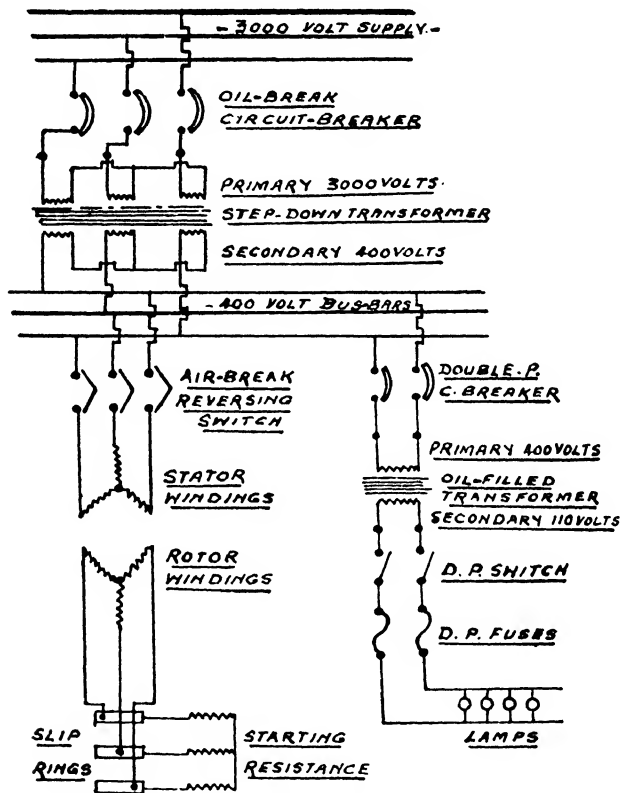 - 3000 VOLT SUPPLY. -
OIL-BREAK
CIRCUIT-BREAKER
PRIMARY 3000 VOLTS.
STEP-DOWN TRANSFORMER
SECONDARY 400 VOLTS
- 400 VOLT BUS-BARS
AIR-BREAK
REVERSING
SWITCH
STATOR
WINDINGS
ROTOR
WINDINGS
SLIP
RINGS
STARTING
RESISTANCE
DOUBLE. P.
C. BREAKER
PRIMARY 400 VOLTS
OIL-FILLED
TRANSFORMER
SECONDARY 110 VOLTS
D. P. SWITCH
D. P. FUSES
LAMPS